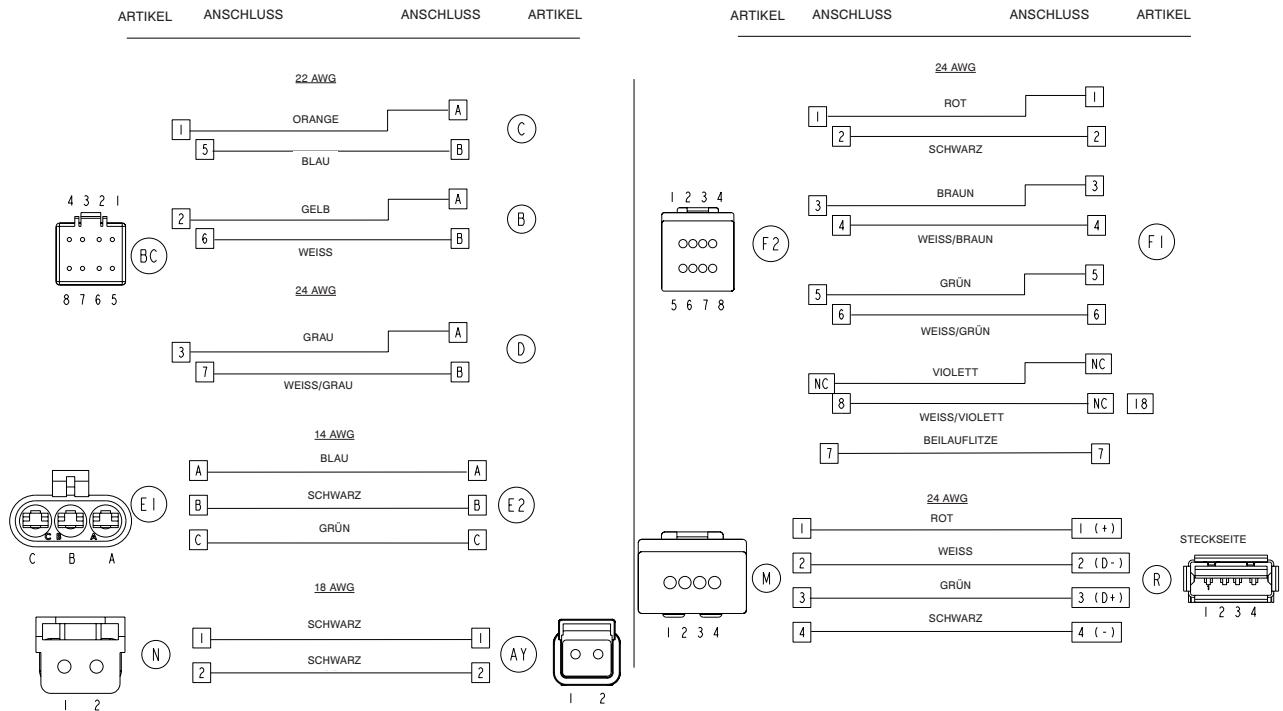 ARTIKEL ANSCHLUSS ANSCHLUSS ARTIKEL
22 AWG
1 ORANGE A
5 BLAU B
C
4 3 2 1
2 GELB A
6 WEISS B
B
BC
8 7 6 5
24 AWG
3 GRAU A
7 WEISS/GRAU B
D
14 AWG
A BLAU A
B SCHWARZ B
C GRÜN C
E1 E2
C B A
C B A
18 AWG
1 SCHWARZ 1
2 SCHWARZ 2
N AY
1 2
1 2
ARTIKEL ANSCHLUSS ANSCHLUSS ARTIKEL
24 AWG
1 ROT 1
2 SCHWARZ 2
3 BRAUN 3
4 WEISS/BRAUN 4
1 2 3 4
F2 F1
5 6 7 8
5 GRÜN 5
6 WEISS/GRÜN 6
NC VIOLETT NC
8 WEISS/VIOLETT NC 18
7 BEILAUFLITZE 7
24 AWG
1 ROT 1 (+)
2 WEISS 2 (D-)
3 GRÜN 3 (D+)
4 SCHWARZ 4 (-)
M R
1 2 3 4
STECKSEITE
1 2 3 4